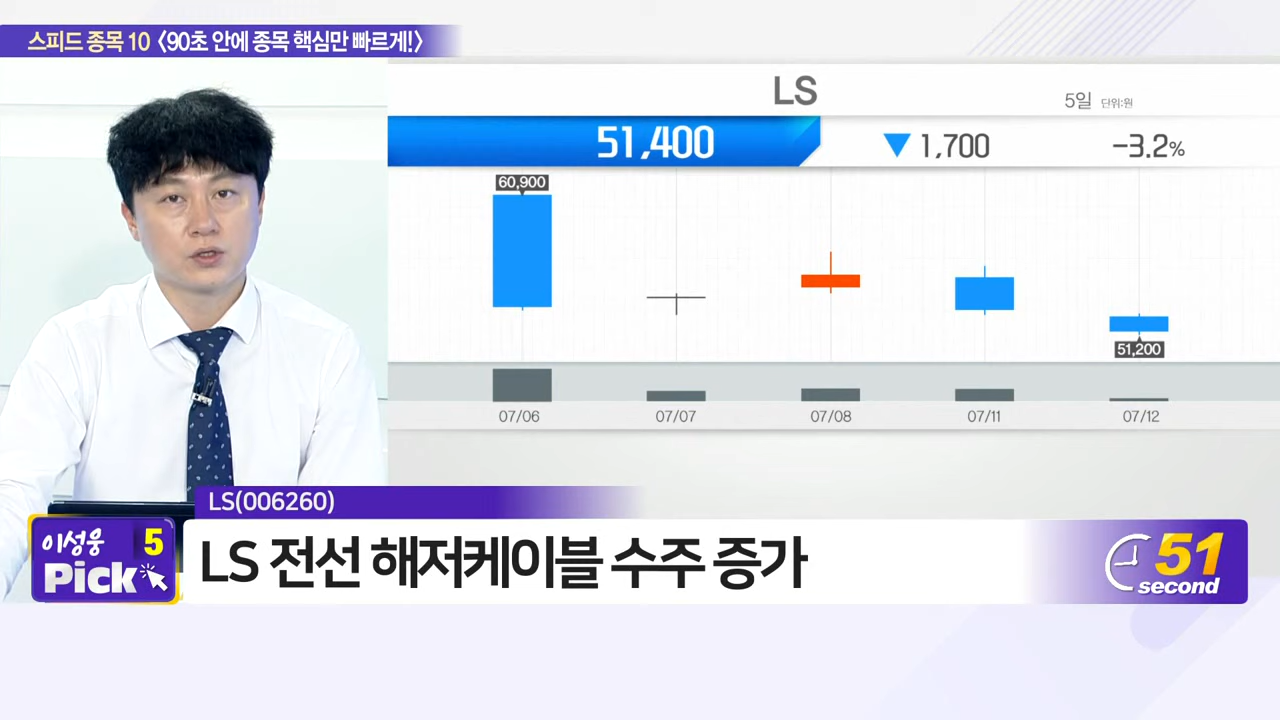 스피드 종목 10 〈90초 안에 종목 핵심만 빠르게!〉
LS
5일 단위:원
51,400 ▼ 1,700 -3.2%
60,900
51,200
07/06 07/07 07/08 07/11 07/12
LS(006260)
이성웅 5
Pick
LS 전선 해저케이블 수주 증가
51
second